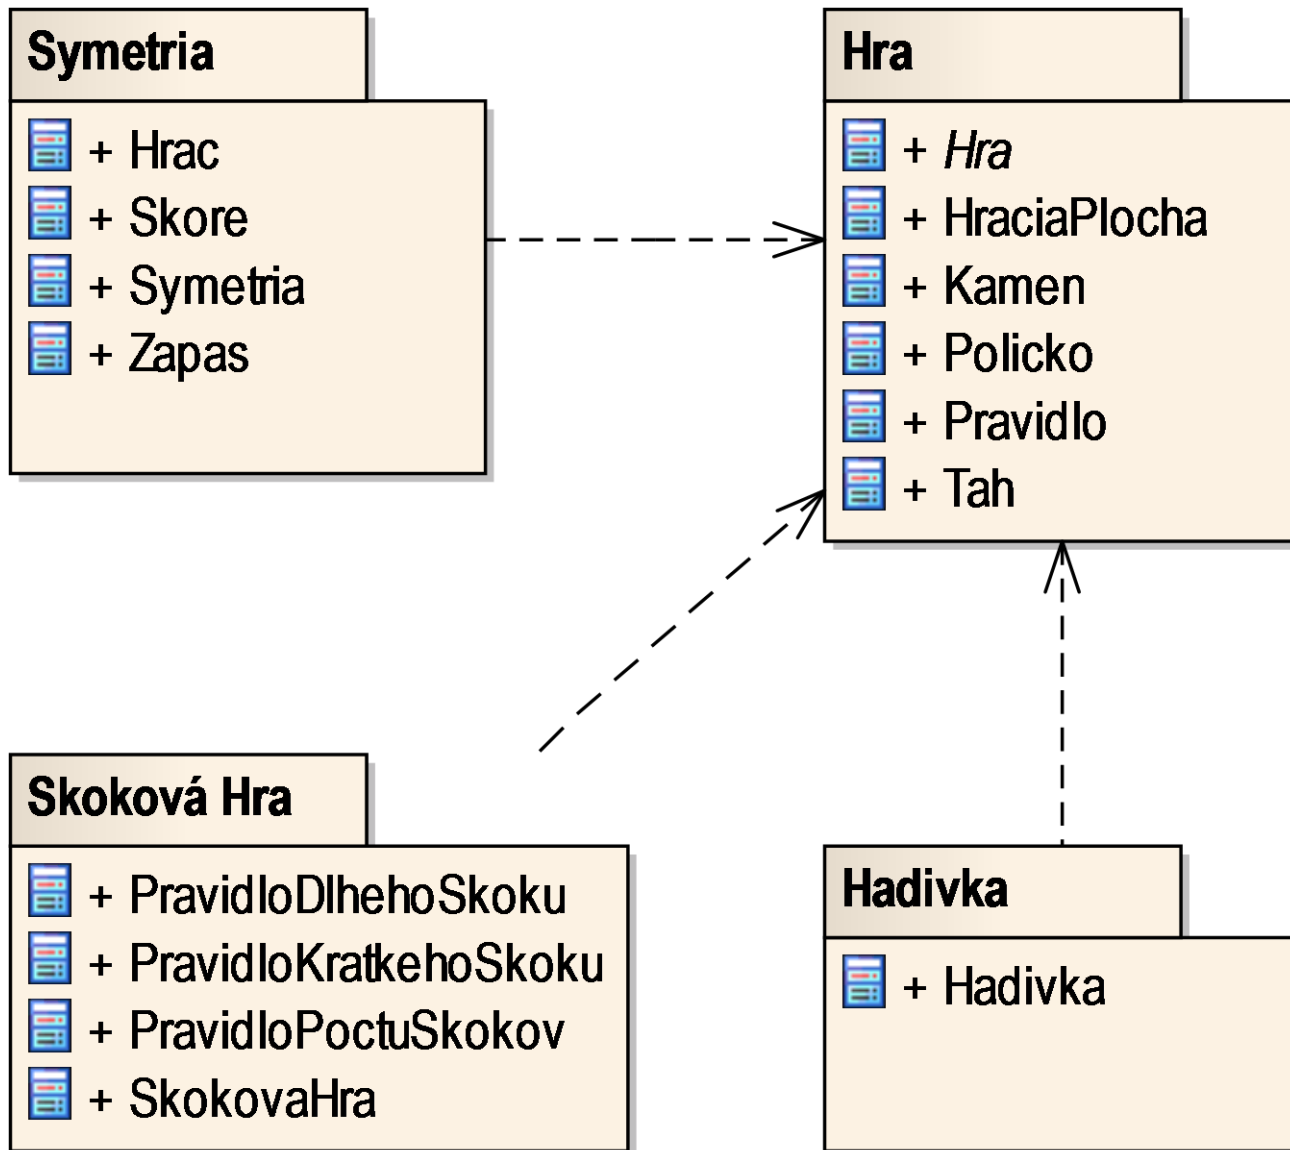 Symetria
+ Hrac
+ Skore
+ Symetria
+ Zapas
Hra
+ Hra
+ HraciaPlocha
+ Kamen
+ Policko
+ Pravidlo
+ Tah
Skoková Hra
+ PravidloDlhehoSkoku
+ PravidloKratkehoSkoku
+ PravidloPoctuSkokov
+ SkokovaHra
Hadivka
+ Hadivka